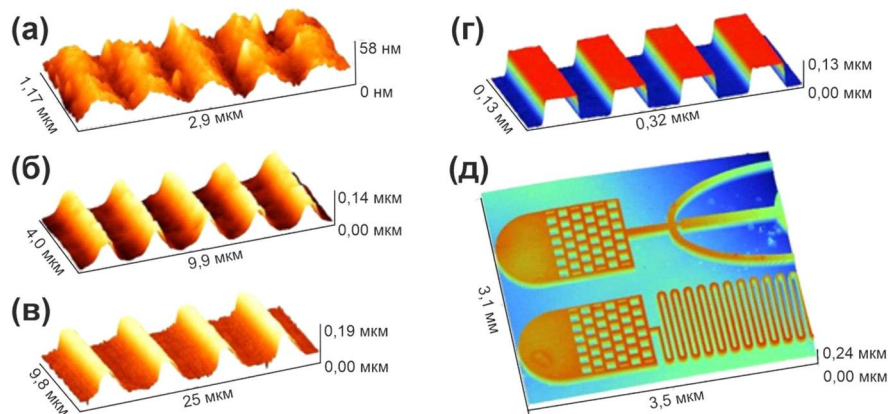 (а)
58 нм
0 нм
1,17 мкм
2,9 мкм
(б)
0,14 мкм
0,00 мкм
4,0 мкм
9,9 мкм
(в)
0,19 мкм
0,00 мкм
9,8 мкм
25 мкм
(г)
0,13 мкм
0,00 мкм
0,13 мм
0,32 мкм
(д)
3,1 мм
0,24 мкм
0,00 мкм
3,5 мкм